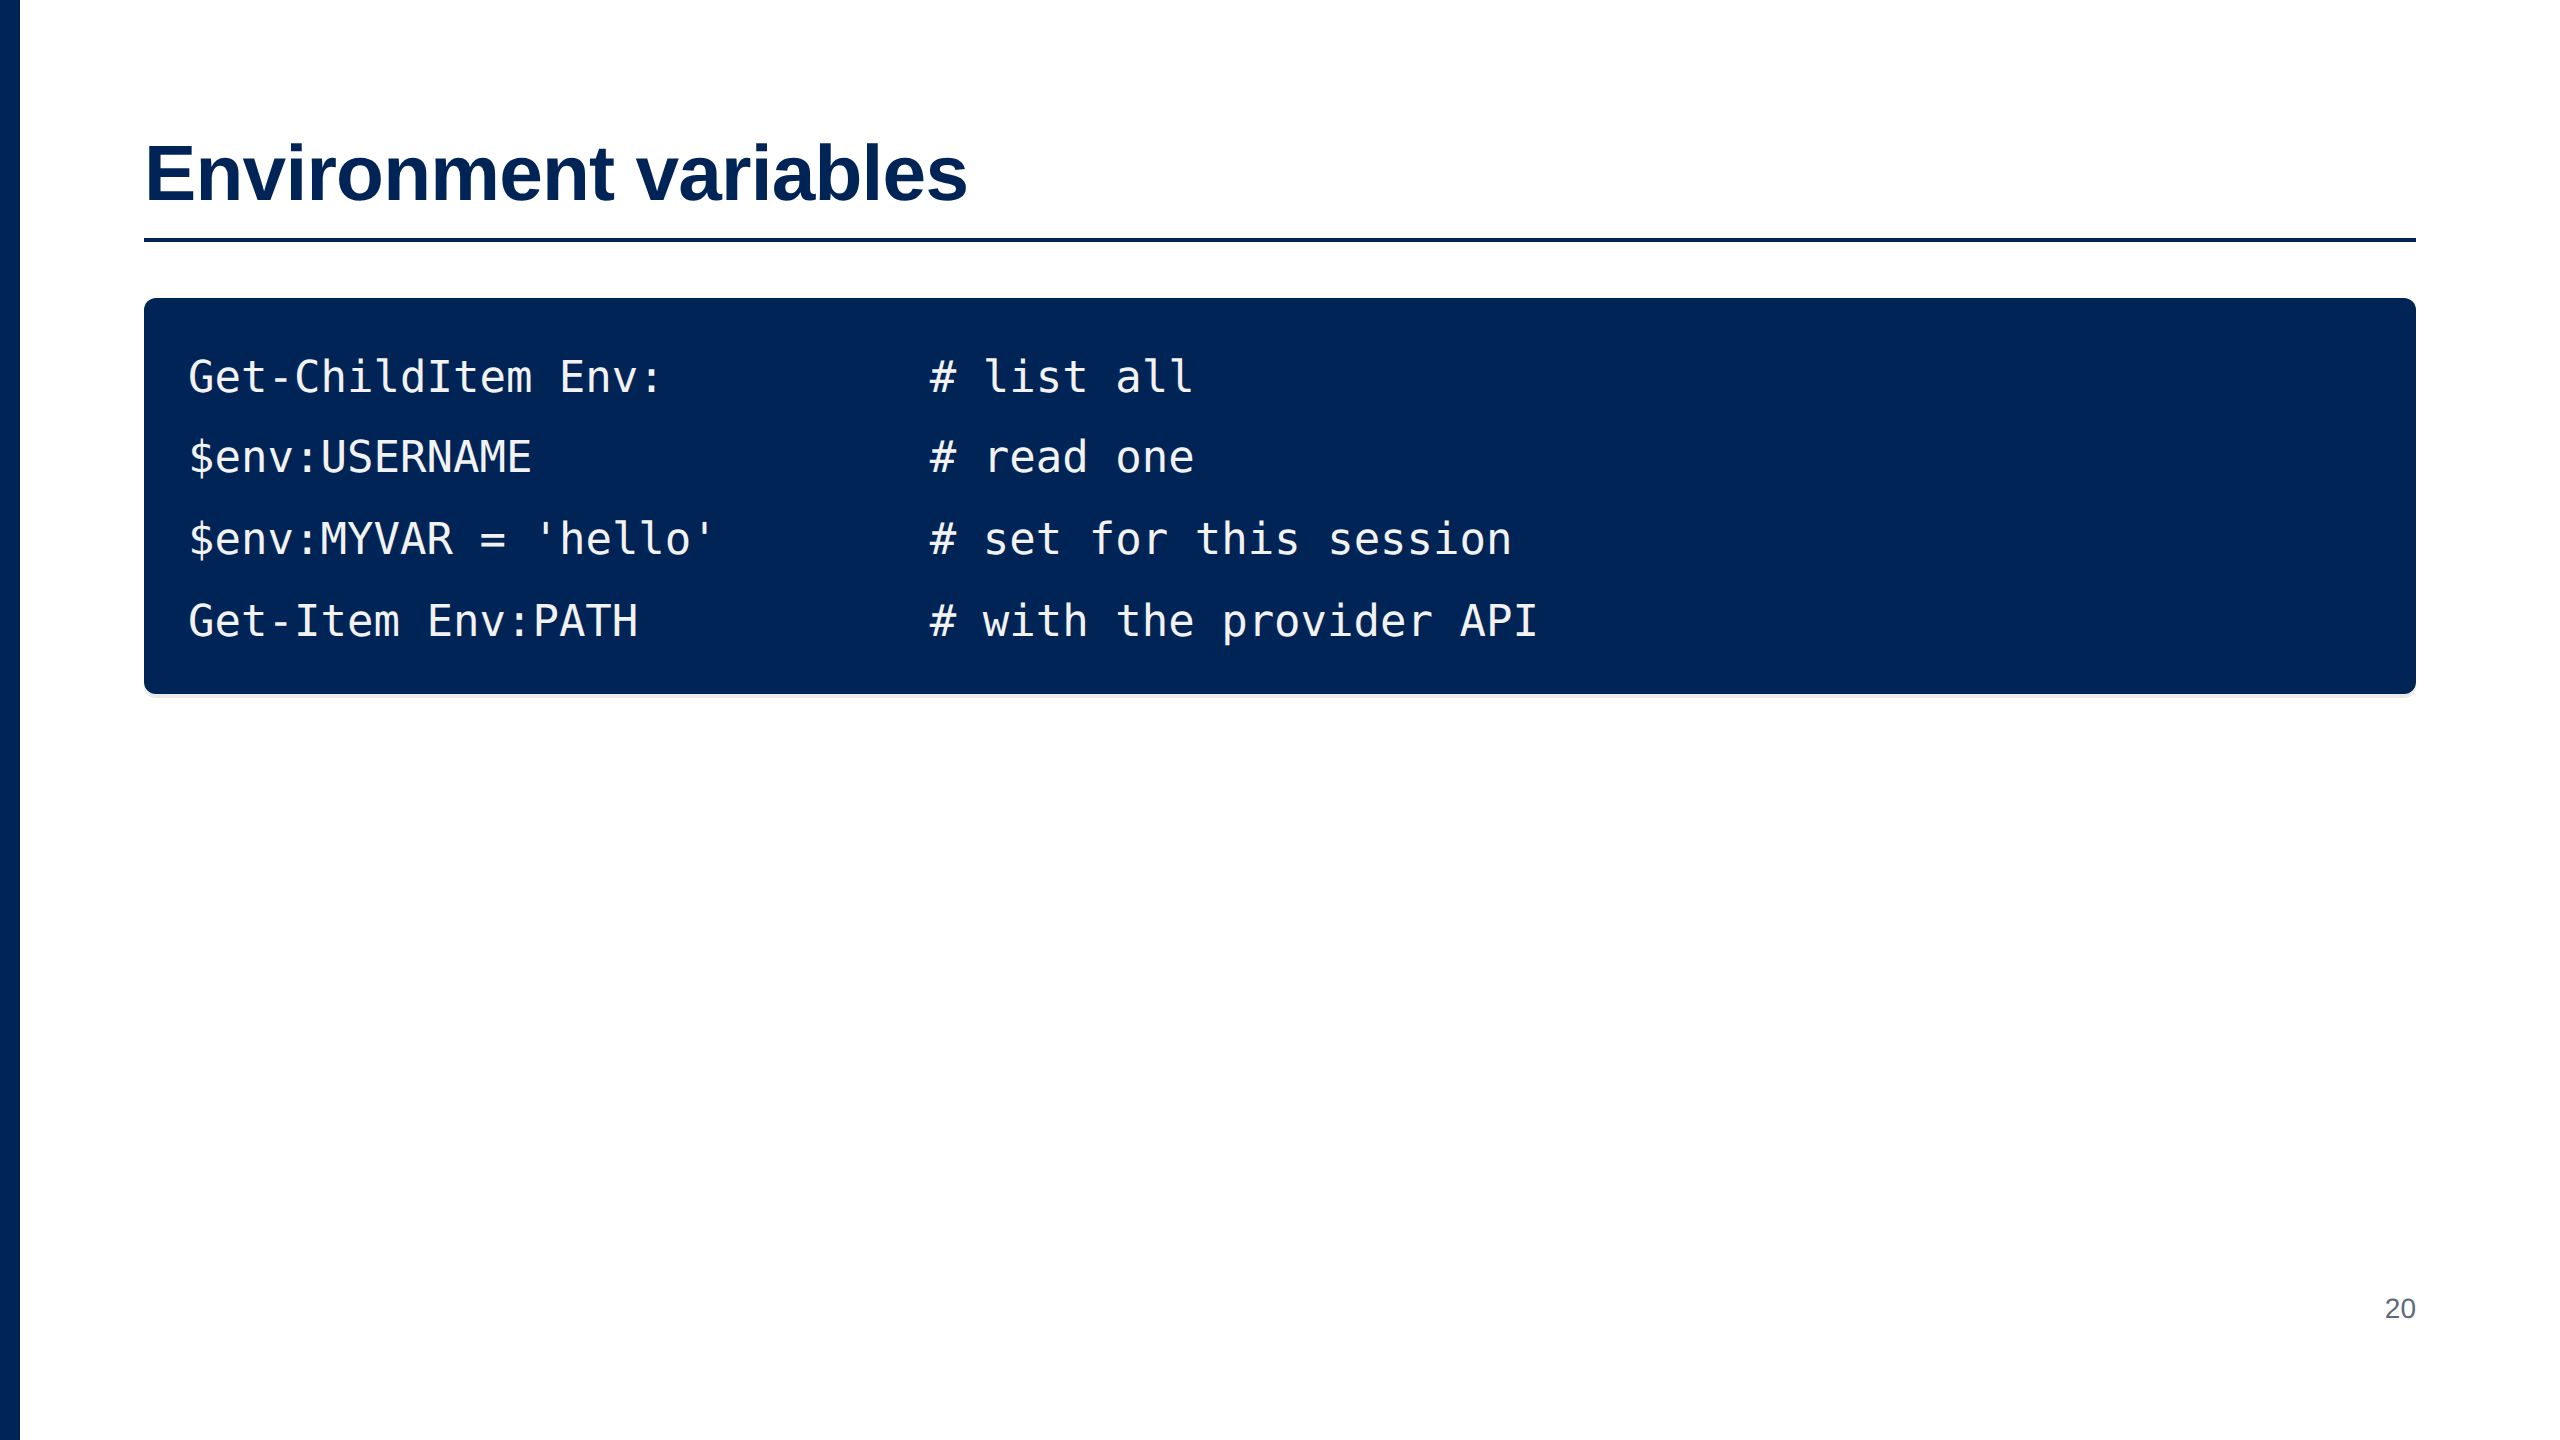 Environment variables
Get-ChildItem Env:          # list all
$env:USERNAME               # read one
$env:MYVAR = 'hello'        # set for this session
Get-Item Env:PATH           # with the provider API
20